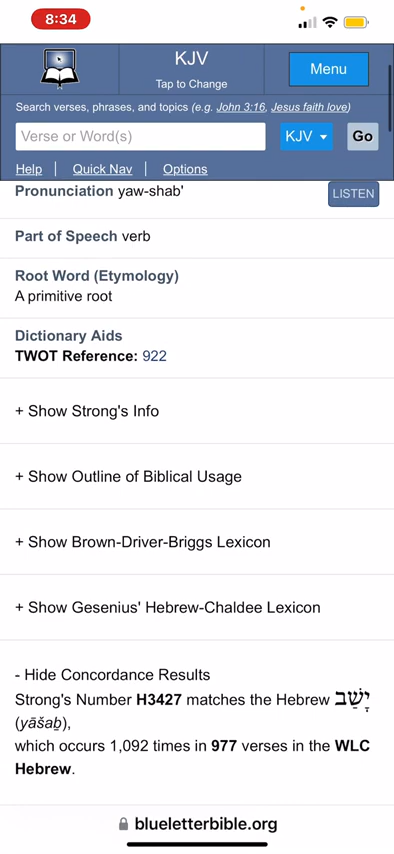 8:34
KJV
Tap to Change
Menu
Search verses, phrases, and topics (e.g. John 3:16, Jesus faith love)
Verse or Word(s)
KJV
Go
Help
Quick Nav
Options
Pronunciation yaw-shab'
LISTEN
Part of Speech verb
Root Word (Etymology)
A primitive root
Dictionary Aids
TWOT Reference: 922
+ Show Strong's Info
+ Show Outline of Biblical Usage
+ Show Brown-Driver-Briggs Lexicon
+ Show Gesenius' Hebrew-Chaldee Lexicon
- Hide Concordance Results
Strong's Number H3427 matches the Hebrew יָשַׁב
(yāšaḇ),
which occurs 1,092 times in 977 verses in the WLC
Hebrew.
blueletterbible.org